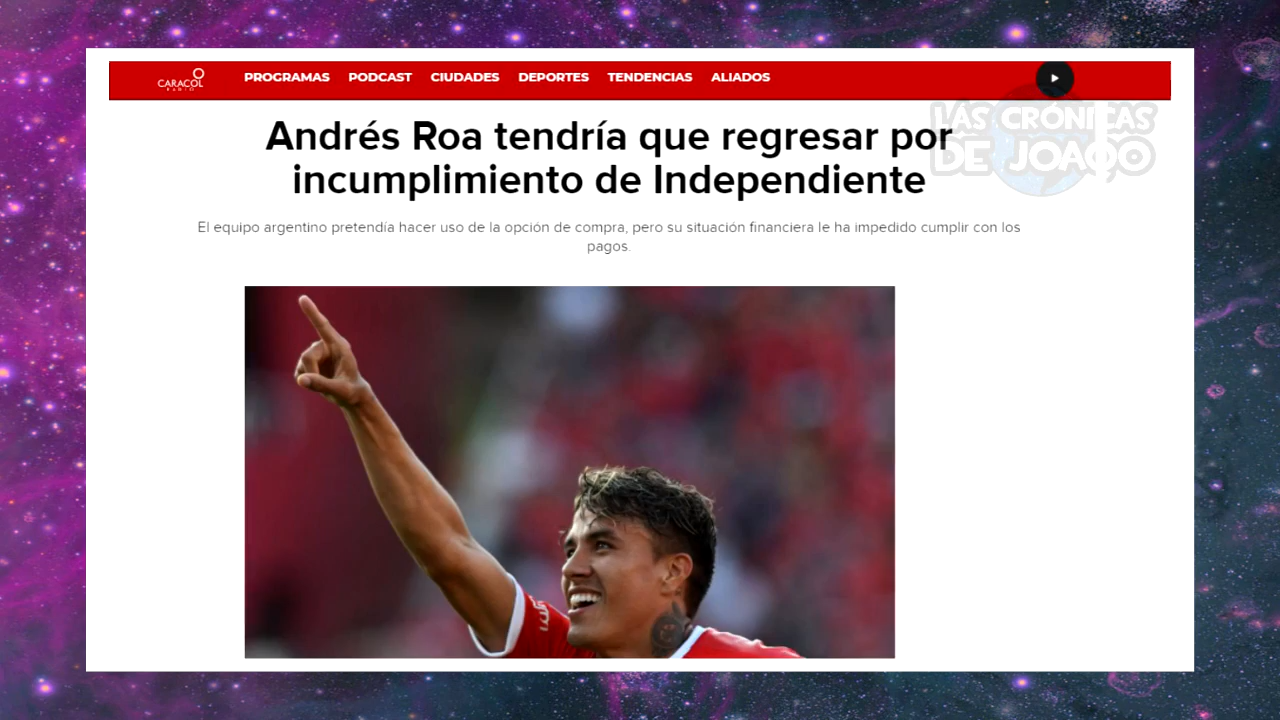 CARACOL
RADIO
PROGRAMAS PODCAST CIUDADES DEPORTES TENDENCIAS ALIADOS
LAS CRÓNICAS
DE JOAGO
Andrés Roa tendría que regresar por
incumplimiento de Independiente
El equipo argentino pretendía hacer uso de la opción de compra, pero su situación financiera le ha impedido cumplir con los
pagos.